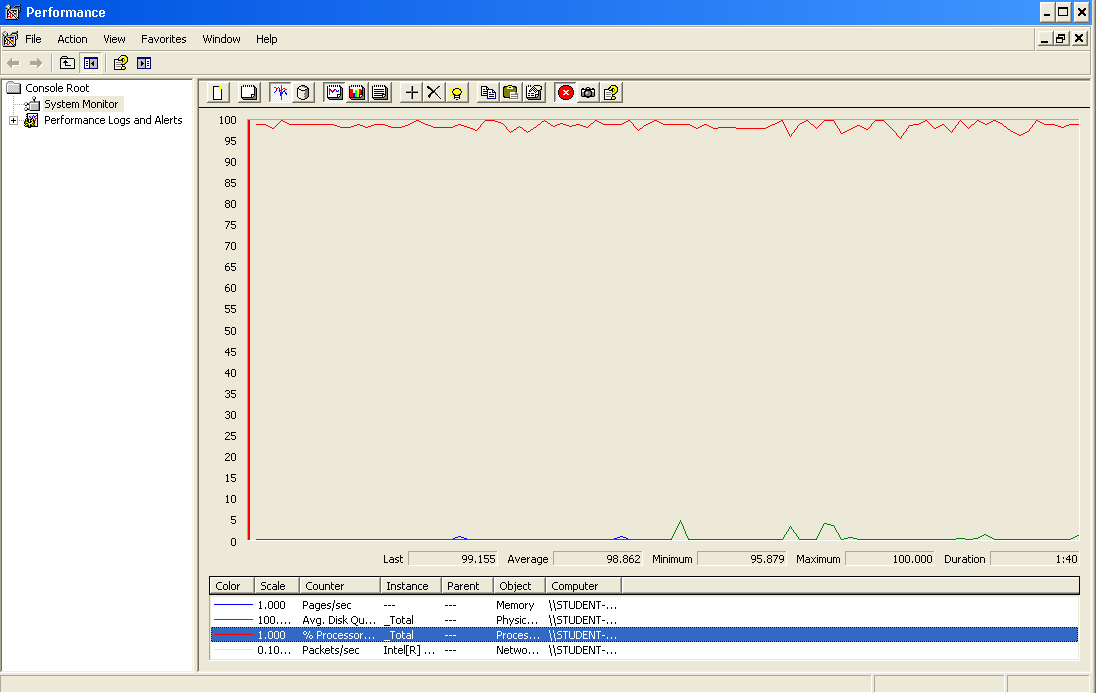 Performance
File Action View Favorites Window Help
Console Root
System Monitor
Performance Logs and Alerts
100
95
90
85
80
75
70
65
60
55
50
45
40
35
30
25
20
15
10
5
0
Last 99.155 Average 98.862 Minimum 95.879 Maximum 100.000 Duration 1:40
Color Scale Counter Instance Parent Object Computer
1.000 Pages/sec --- --- Memory \\STUDENT-...
100.... Avg. Disk Qu... _Total --- Physic... \\STUDENT-...
1.000 % Processor... _Total --- Proces... \\STUDENT-...
0.10... Packets/sec Intel[R] ... --- Netwo... \\STUDENT-...